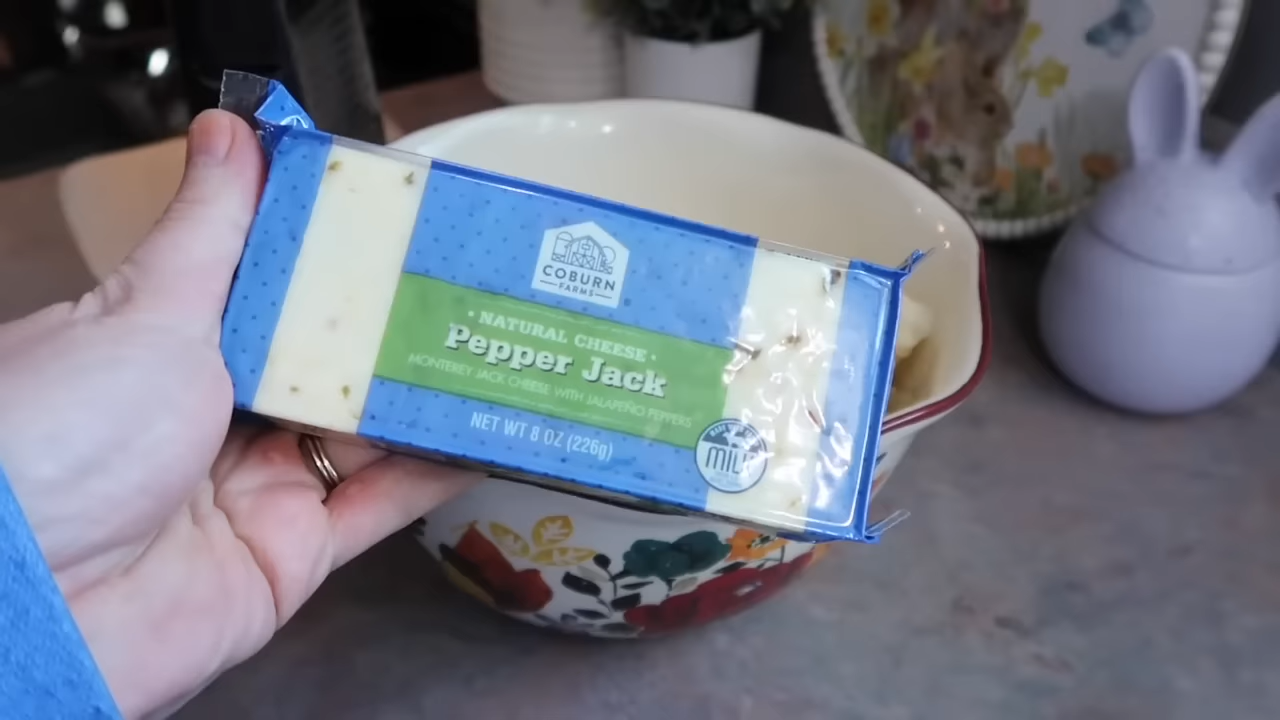 COBURN
FARMS
• NATURAL CHEESE •
Pepper Jack
MONTEREY JACK CHEESE WITH JALAPEÑO PEPPERS
NET WT 8 OZ (226g)
MILK